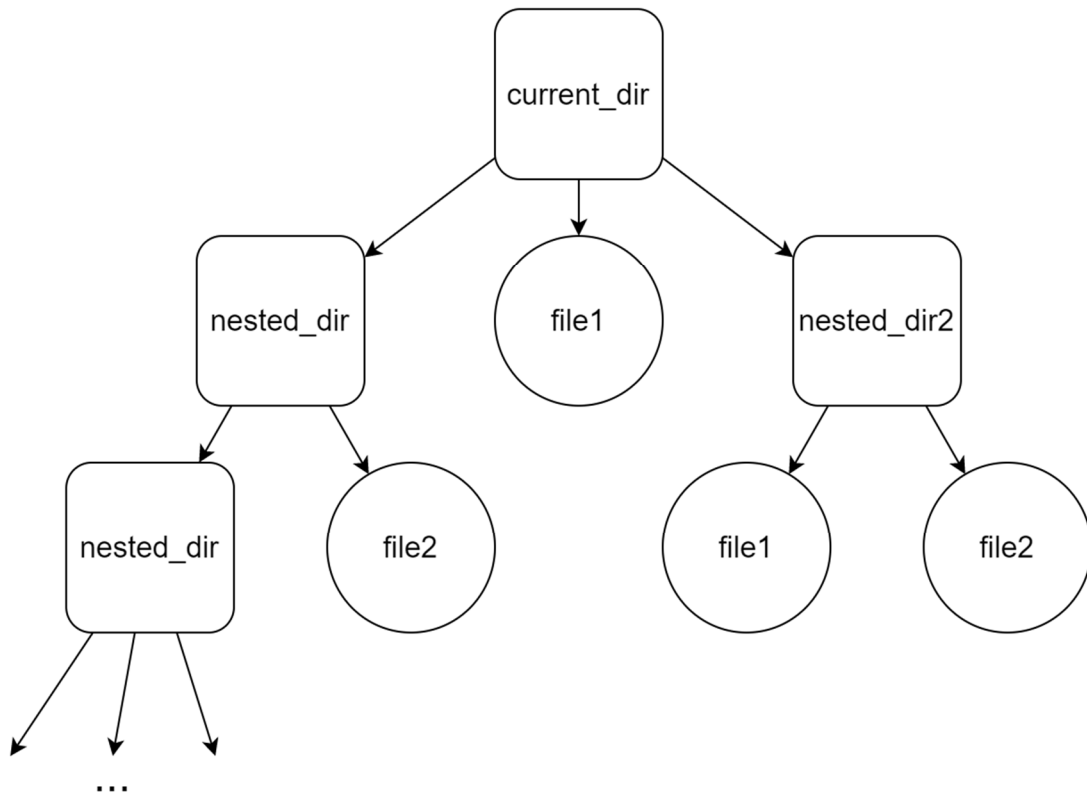 current_dir
nested_dir
file1
nested_dir2
nested_dir
file2
file1
file2
...